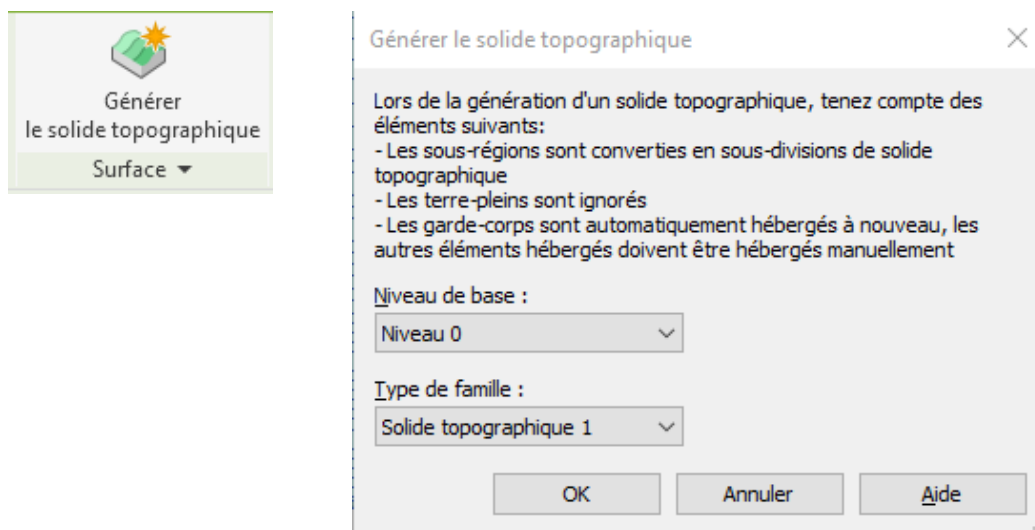 Générer
le solide topographique
Surface
Générer le solide topographique
Lors de la génération d'un solide topographique, tenez compte des
éléments suivants:
- Les sous-régions sont converties en sous-divisions de solide
topographique
- Les terre-pleins sont ignorés
- Les garde-corps sont automatiquement hébergés à nouveau, les
autres éléments hébergés doivent être hébergés manuellement
Niveau de base :
Niveau 0
Type de famille :
Solide topographique 1
OK Annuler Aide